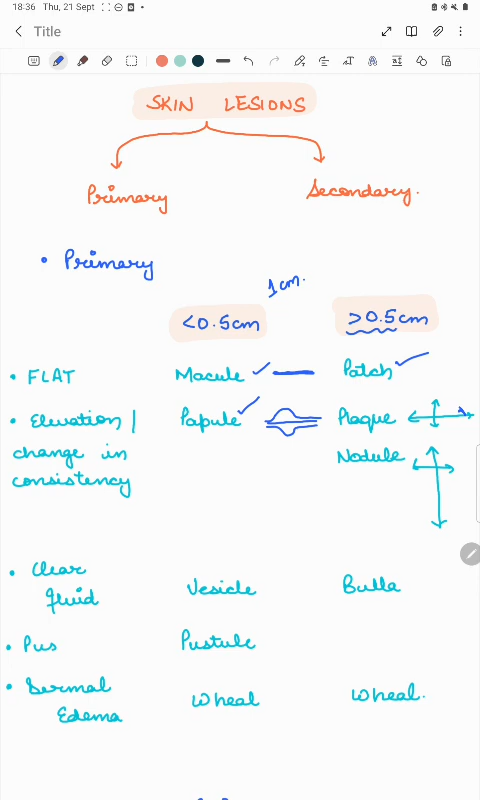 18:36 Thu, 21 Sept
Title
SKIN LESIONS
Primary Secondary.
• Primary
1cm.
<0.5cm >0.5cm
• FLAT Macule Patch
• Elevation | Papule Plaque
change in Nodule
consistency
• Clear
fluid Vesicle Bulla
• Pus Pustule
• Dermal
Edema Wheal Wheal.